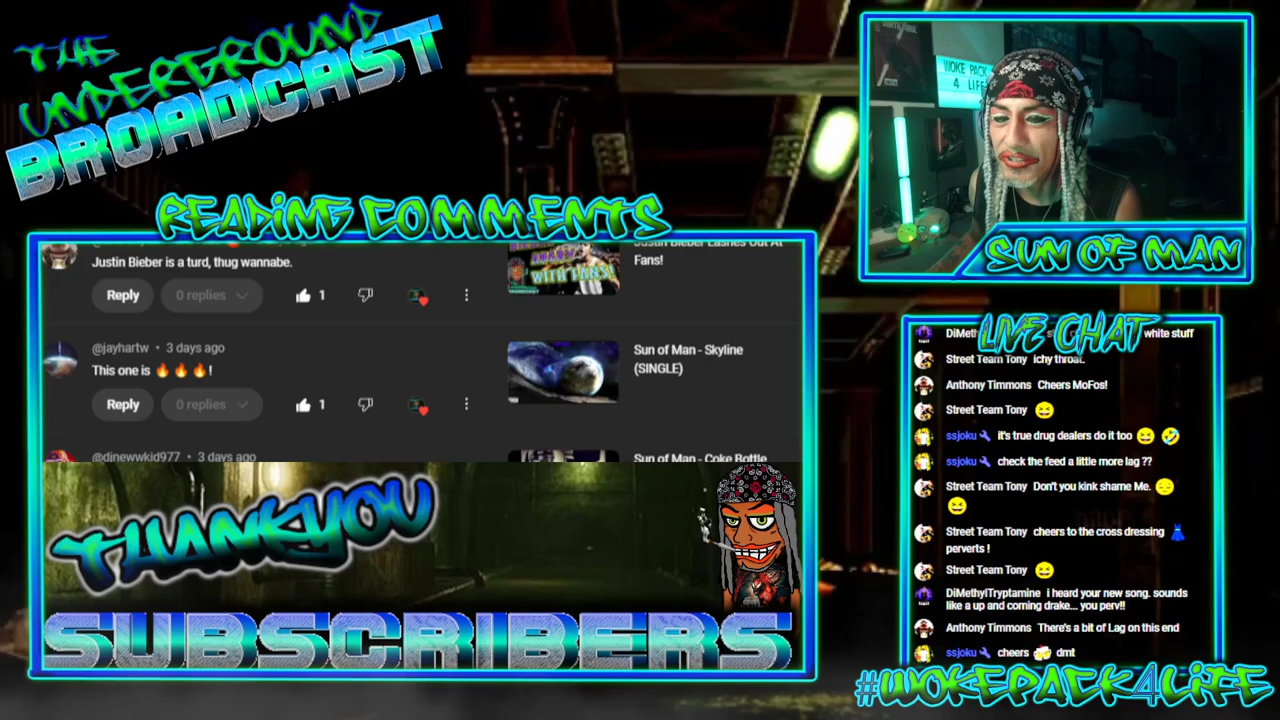 THE
UNDERGROUND
BROADCAST
READING COMMENTS
Justin Bieber is a turd, thug wannabe.
Reply
0 replies
1
Justin Bieber Lashes Out At
Fans!
WITH FANS!
@jayhartw • 3 days ago
This one is 🔥🔥🔥!
Reply
0 replies
1
Sun of Man - Skyline
(SINGLE)
@dinewwkid977 • 3 days ago
Sun of Man - Coke Bottle
THANKYOU
SUBSCRIBERS
WOKE PACK
4 LIFE
SUN OF MAN
LIVE CHAT
white stuff
Street Team Tony ichy throat.
Anthony Timmons Cheers MoFos!
Street Team Tony 😆
ssjoku 🔧 it's true drug dealers do it too 😆 🤣
ssjoku 🔧 check the feed a little more lag ??
Street Team Tony Don't you kink shame Me. 😔
😆
Street Team Tony cheers to the cross dressing 👗
perverts !
Street Team Tony 😆
DiMethylTryptamine i heard your new song. sounds
like a up and coming drake... you perv!!
Anthony Timmons There's a bit of Lag on this end
ssjoku 🔧 cheers 🍻 dmt
#WOKEPACK4LIFE